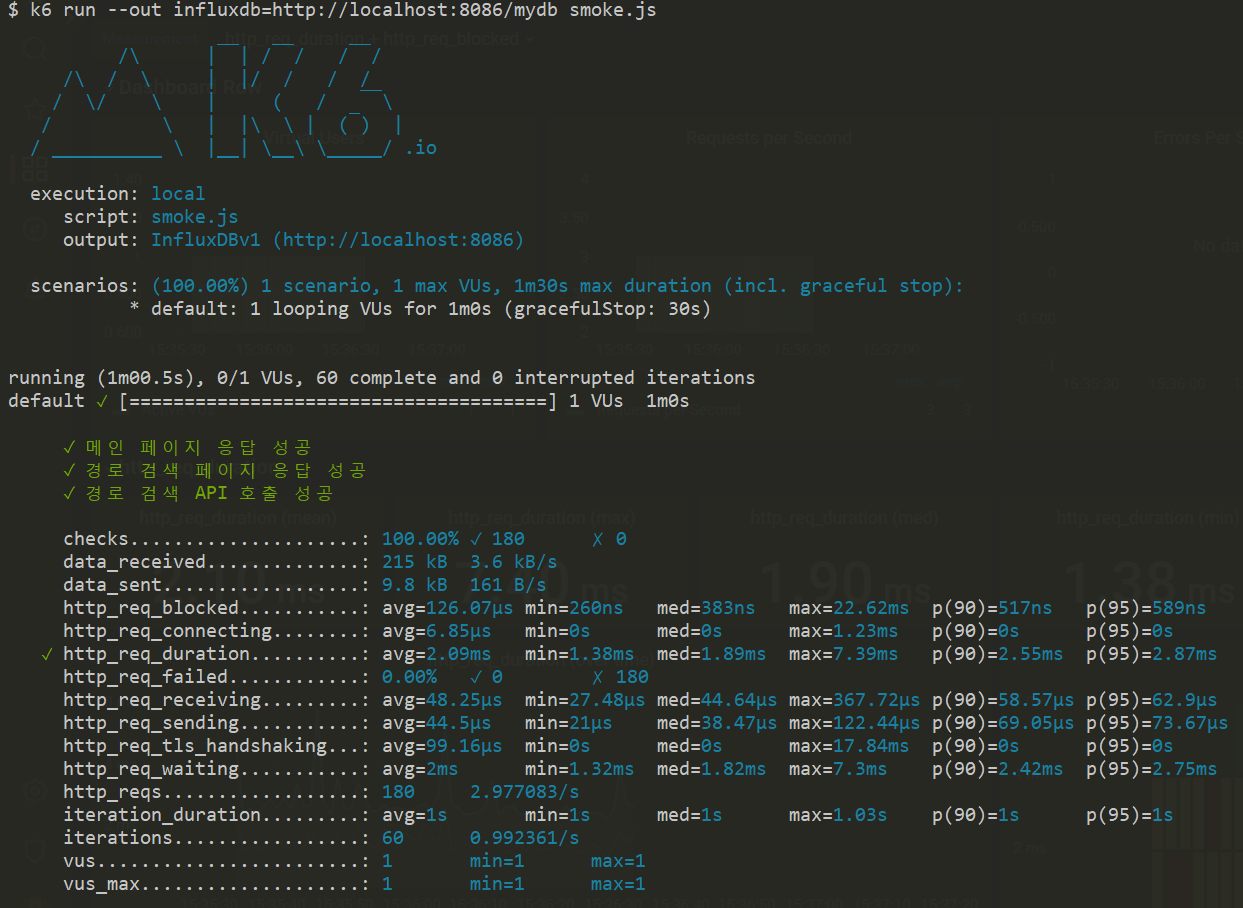 $ k6 run --out influxdb=http://localhost:8086/mydb smoke.js
.io
execution: local
script: smoke.js
output: InfluxDBv1 (http://localhost:8086)
scenarios: (100.00%) 1 scenario, 1 max VUs, 1m30s max duration (incl. graceful stop):
* default: 1 looping VUs for 1m0s (gracefulStop: 30s)
running (1m00.5s), 0/1 VUs, 60 complete and 0 interrupted iterations
default ✓ [======================================] 1 VUs  1m0s
✓ 메인 페이지 응답 성공
✓ 경로 검색 페이지 응답 성공
✓ 경로 검색 API 호출 성공
checks.....................: 100.00% ✓ 180      ✗ 0
data_received..............: 215 kB  3.6 kB/s
data_sent..................: 9.8 kB  161 B/s
http_req_blocked...........: avg=126.07µs min=260ns   med=383ns   max=22.62ms  p(90)=517ns   p(95)=589ns
http_req_connecting........: avg=6.85µs   min=0s      med=0s      max=1.23ms   p(90)=0s      p(95)=0s
✓ http_req_duration..........: avg=2.09ms   min=1.38ms  med=1.89ms  max=7.39ms   p(90)=2.55ms  p(95)=2.87ms
http_req_failed............: 0.00%   ✓ 0        ✗ 180
http_req_receiving.........: avg=48.25µs  min=27.48µs med=44.64µs max=367.72µs p(90)=58.57µs p(95)=62.9µs
http_req_sending...........: avg=44.5µs   min=21µs    med=38.47µs max=122.44µs p(90)=69.05µs p(95)=73.67µs
http_req_tls_handshaking...: avg=99.16µs  min=0s      med=0s      max=17.84ms  p(90)=0s      p(95)=0s
http_req_waiting...........: avg=2ms      min=1.32ms  med=1.82ms  max=7.3ms    p(90)=2.42ms  p(95)=2.75ms
http_reqs..................: 180     2.977083/s
iteration_duration.........: avg=1s       min=1s      med=1s      max=1.03s    p(90)=1s      p(95)=1s
iterations.................: 60      0.992361/s
vus........................: 1       min=1      max=1
vus_max....................: 1       min=1      max=1